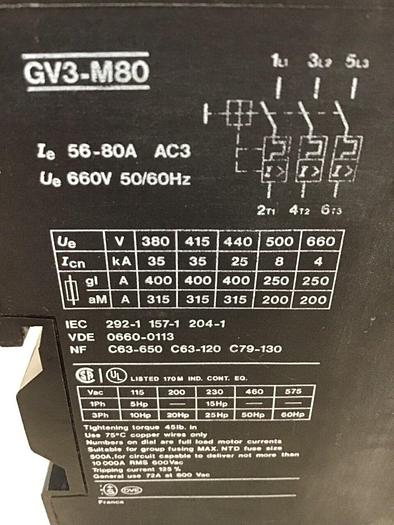 GV3-M80
1L1 3L2 5L3
Ie 56-80A AC3
Ue 660V 50/60Hz
I> I> I>
2T1 4T2 6T3
Ue V 380 415 440 500 660
Icn kA 35 35 25 8 4
gl A 400 400 400 250 250
aM A 315 315 315 200 200
IEC 292-1 157-1 204-1
VDE 0660-0113
NF C63-650 C63-120 C79-130
SA UL LISTED 170M IND. CONT. EQ.
Vac 115 200 230 460 575
1Ph 5Hp — 15Hp — —
3Ph 10Hp 20Hp 25Hp 50Hp 60Hp
Tightening torque 45lb. in
Use 75°C copper wires only
Numbers on dial are full load motor currents
Suitable for group fusing MAX. NTD fuse size
500A, for circuit capable to deliver not more than
10 000A RMS 600Vac
Tripping current 125 %
General use 72A at 600 Vac
DVE
France